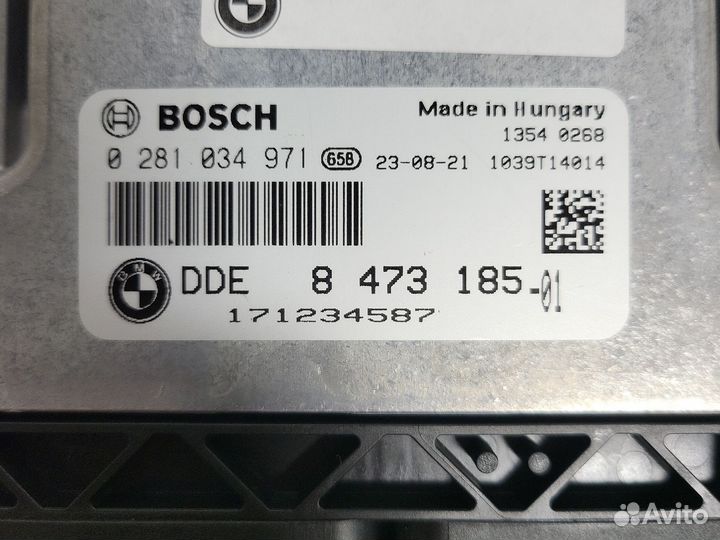 BOSCH
Made in Hungary
1354 0268
0 281 034 971 658 23-08-21 1039T14014
BMW
DDE 8 473 185-01
171234587
Avito